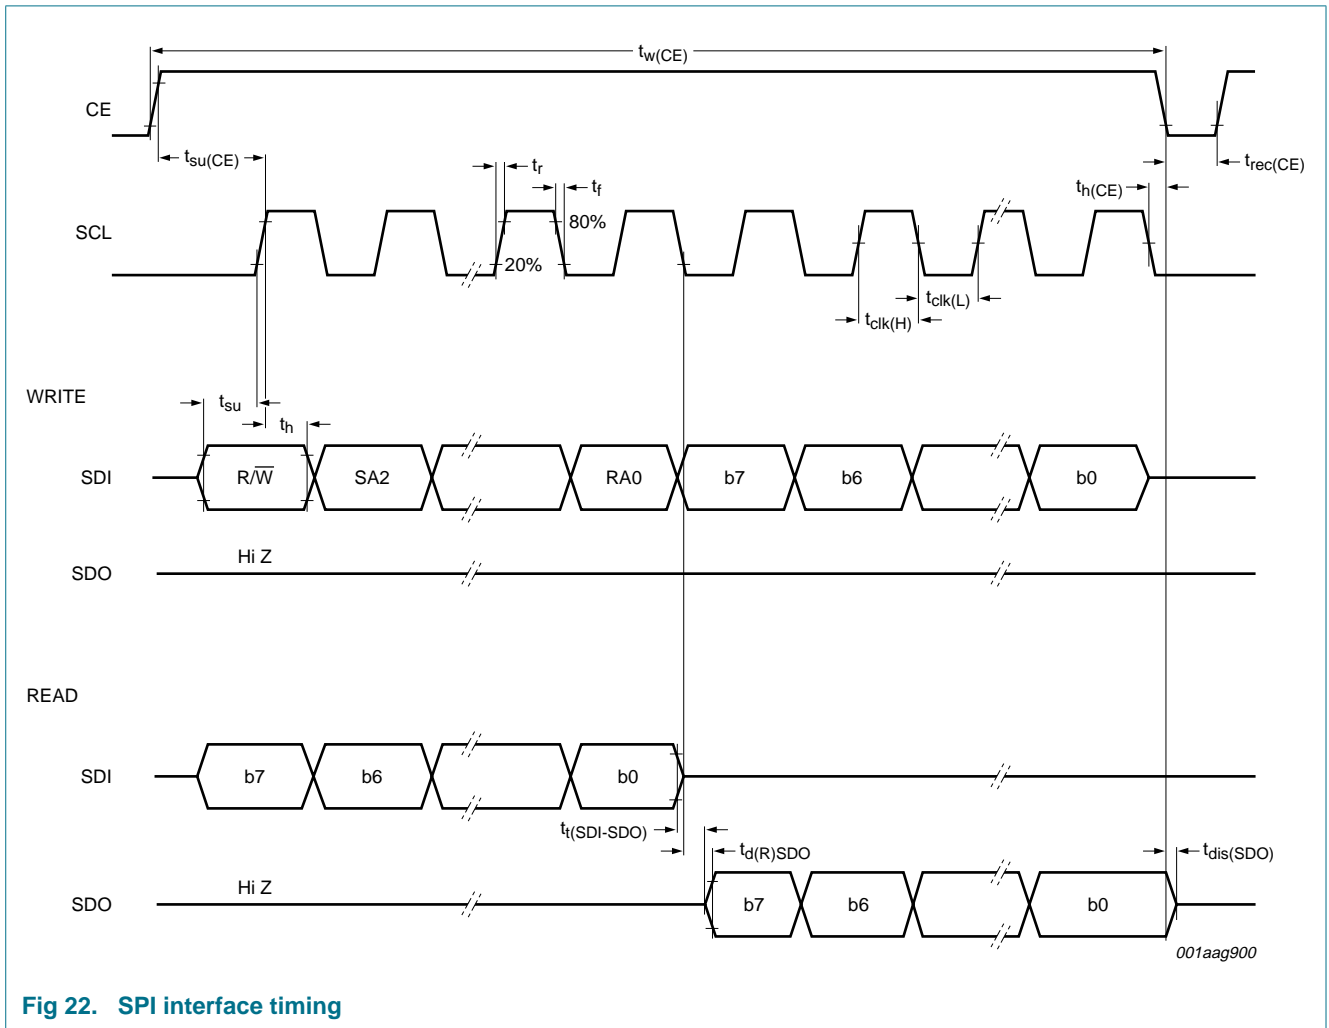 tw(CE)
CE
tsu(CE)
trec(CE)
tr
th(CE)
tf
SCL
80%
20%
tclk(L)
tclk(H)
WRITE
tsu
th
SDI R/W̅ SA2 RA0 b7 b6 b0
Hi Z
SDO
READ
SDI b7 b6 b0
tt(SDI-SDO)
td(R)SDO
tdis(SDO)
Hi Z
SDO b7 b6 b0
001aag900
Fig 22. SPI interface timing